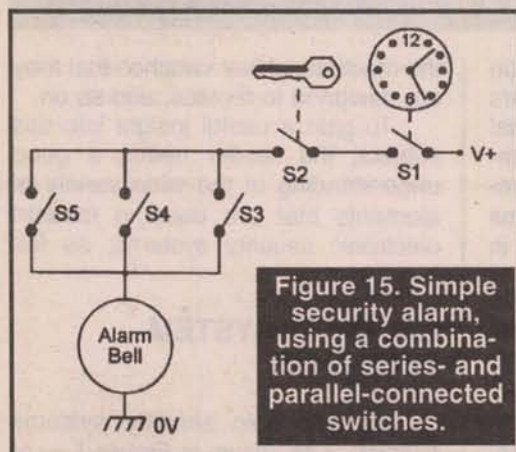 12
6
S2
S1
V+
S5
S4
S3
Alarm
Bell
0V
Figure 15. Simple
security alarm,
using a combina-
tion of series- and
parallel-connected
switches.